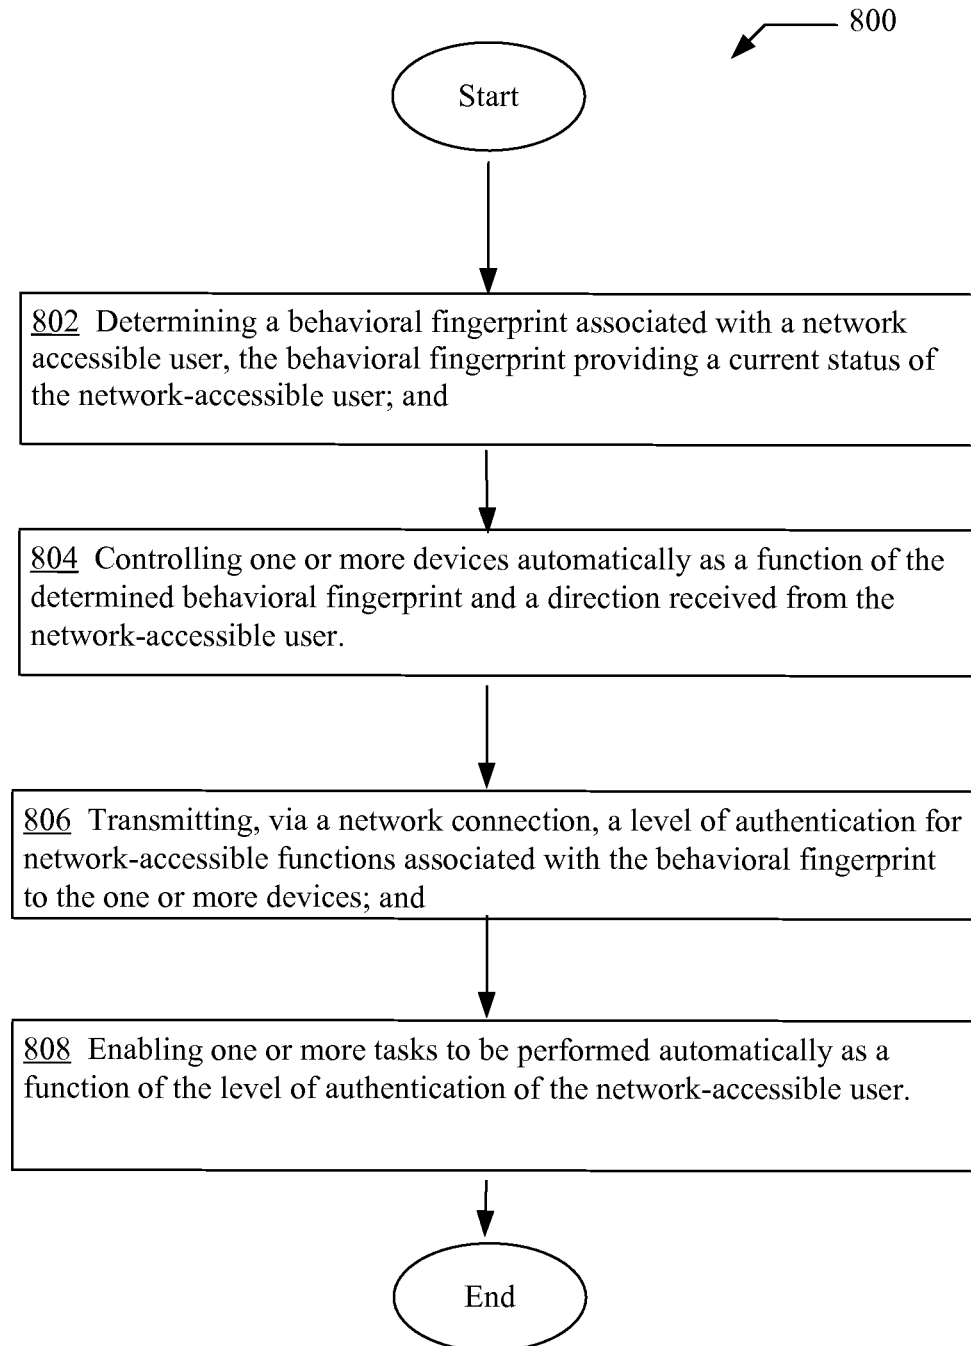 800
Start
802 Determining a behavioral fingerprint associated with a network
accessible user, the behavioral fingerprint providing a current status of
the network-accessible user; and
804 Controlling one or more devices automatically as a function of the
determined behavioral fingerprint and a direction received from the
network-accessible user.
806 Transmitting, via a network connection, a level of authentication for
network-accessible functions associated with the behavioral fingerprint
to the one or more devices; and
808 Enabling one or more tasks to be performed automatically as a
function of the level of authentication of the network-accessible user.
End